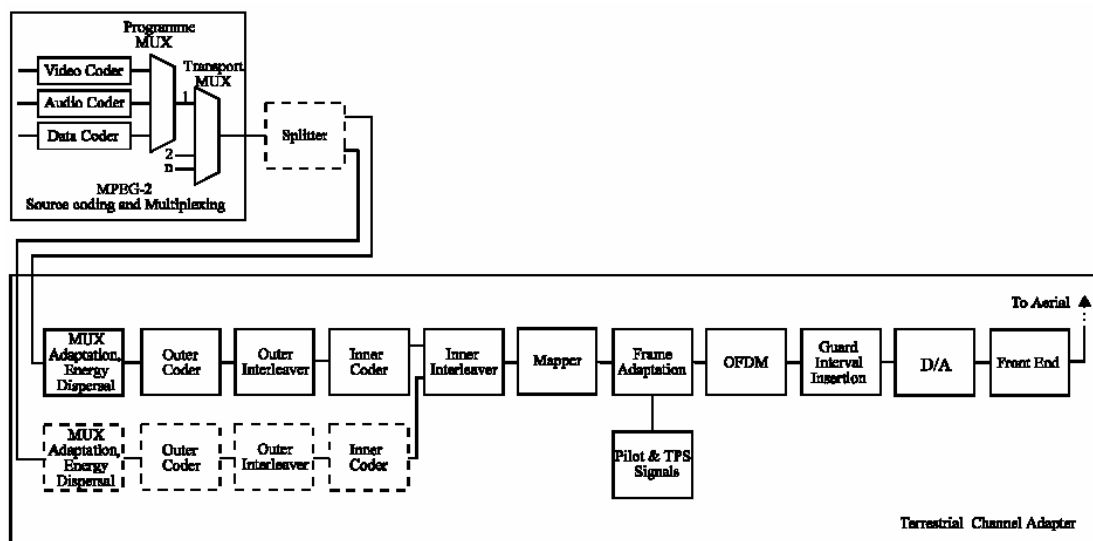 Programme
MUX
Transport
MUX
Video Coder
Audio Coder
Data Coder
1
2
n
MPEG-2
Source coding and Multiplexing
Splitter
To Aerial
MUX
Adaptation,
Energy
Dispersal
Outer
Coder
Outer
Interleaver
Inner
Coder
Inner
Interleaver
Mapper
Frame
Adaptation
OFDM
Guard
Interval
Insertion
D/A
Front End
MUX
Adaptation,
Energy
Dispersal
Outer
Coder
Outer
Interleaver
Inner
Coder
Pilot & TPS
Signals
Terrestrial Channel Adapter